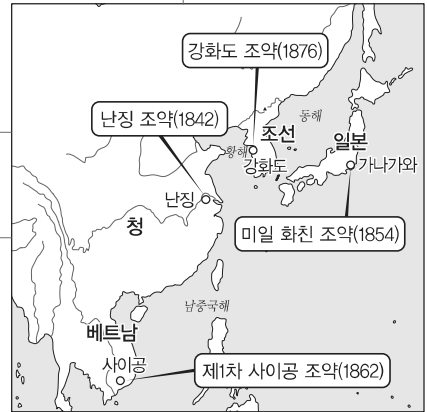 강화도 조약(1876)
난징 조약(1842)
동해
조선
일본
황해
강화도
가나가와
난징
청
미일 화친 조약(1854)
남중국해
베트남
사이공
제1차 사이공 조약(1862)